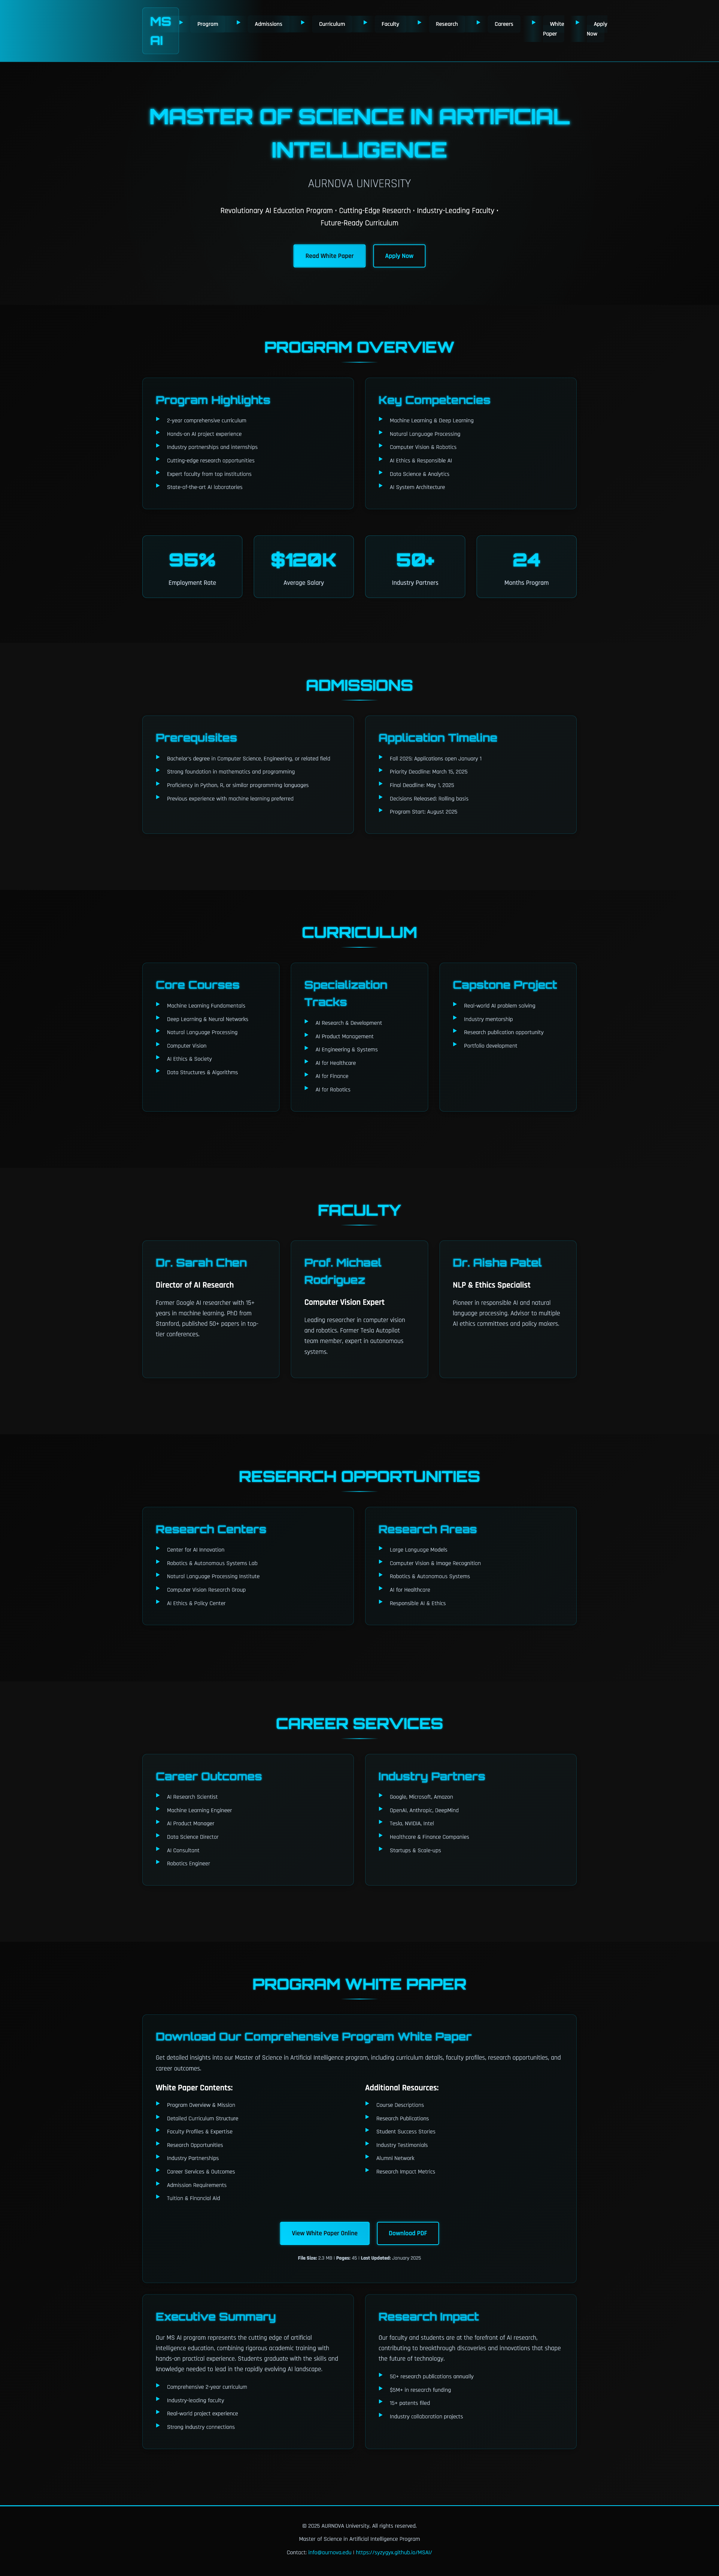 MS
AI
Program
Admissions
Curriculum
Faculty
Research
Careers
White
Paper
Apply
Now
MASTER OF SCIENCE IN ARTIFICIAL
INTELLIGENCE
AURNOVA UNIVERSITY
Revolutionary AI Education Program • Cutting-Edge Research • Industry-Leading Faculty •
Future-Ready Curriculum
Read White Paper
Apply Now
PROGRAM OVERVIEW
Program Highlights
2-year comprehensive curriculum
Hands-on AI project experience
Industry partnerships and internships
Cutting-edge research opportunities
Expert faculty from top institutions
State-of-the-art AI laboratories
Key Competencies
Machine Learning & Deep Learning
Natural Language Processing
Computer Vision & Robotics
AI Ethics & Responsible AI
Data Science & Analytics
AI System Architecture
95%
Employment Rate
$120K
Average Salary
50+
Industry Partners
24
Months Program
ADMISSIONS
Prerequisites
Bachelor's degree in Computer Science, Engineering, or related field
Strong foundation in mathematics and programming
Proficiency in Python, R, or similar programming languages
Previous experience with machine learning preferred
Application Timeline
Fall 2025: Applications open January 1
Priority Deadline: March 15, 2025
Final Deadline: May 1, 2025
Decisions Released: Rolling basis
Program Start: August 2025
CURRICULUM
Core Courses
Machine Learning Fundamentals
Deep Learning & Neural Networks
Natural Language Processing
Computer Vision
AI Ethics & Society
Data Structures & Algorithms
Specialization
Tracks
AI Research & Development
AI Product Management
AI Engineering & Systems
AI for Healthcare
AI for Finance
AI for Robotics
Capstone Project
Real-world AI problem solving
Industry mentorship
Research publication opportunity
Portfolio development
FACULTY
Dr. Sarah Chen
Director of AI Research
Former Google AI researcher with 15+
years in machine learning. PhD from
Stanford, published 50+ papers in top-
tier conferences.
Prof. Michael
Rodriguez
Computer Vision Expert
Leading researcher in computer vision
and robotics. Former Tesla Autopilot
team member, expert in autonomous
systems.
Dr. Aisha Patel
NLP & Ethics Specialist
Pioneer in responsible AI and natural
language processing. Advisor to multiple
AI ethics committees and policy makers.
RESEARCH OPPORTUNITIES
Research Centers
Center for AI Innovation
Robotics & Autonomous Systems Lab
Natural Language Processing Institute
Computer Vision Research Group
AI Ethics & Policy Center
Research Areas
Large Language Models
Computer Vision & Image Recognition
Robotics & Autonomous Systems
AI for Healthcare
Responsible AI & Ethics
CAREER SERVICES
Career Outcomes
AI Research Scientist
Machine Learning Engineer
AI Product Manager
Data Science Director
AI Consultant
Robotics Engineer
Industry Partners
Google, Microsoft, Amazon
OpenAI, Anthropic, DeepMind
Tesla, NVIDIA, Intel
Healthcare & Finance Companies
Startups & Scale-ups
PROGRAM WHITE PAPER
Download Our Comprehensive Program White Paper
Get detailed insights into our Master of Science in Artificial Intelligence program, including curriculum details, faculty profiles, research opportunities, and
career outcomes.
White Paper Contents:
Program Overview & Mission
Detailed Curriculum Structure
Faculty Profiles & Expertise
Research Opportunities
Industry Partnerships
Career Services & Outcomes
Admission Requirements
Tuition & Financial Aid
Additional Resources:
Course Descriptions
Research Publications
Student Success Stories
Industry Testimonials
Alumni Network
Research Impact Metrics
View White Paper Online
Download PDF
File Size: 2.3 MB | Pages: 45 | Last Updated: January 2025
Executive Summary
Our MS AI program represents the cutting edge of artificial
intelligence education, combining rigorous academic training with
hands-on practical experience. Students graduate with the skills and
knowledge needed to lead in the rapidly evolving AI landscape.
Comprehensive 2-year curriculum
Industry-leading faculty
Real-world project experience
Strong industry connections
Research Impact
Our faculty and students are at the forefront of AI research,
contributing to breakthrough discoveries and innovations that shape
the future of technology.
50+ research publications annually
$5M+ in research funding
15+ patents filed
Industry collaboration projects
© 2025 AURNOVA University. All rights reserved.
Master of Science in Artificial Intelligence Program
Contact: info@aurnova.edu | https://syzygyx.github.io/MSAI/